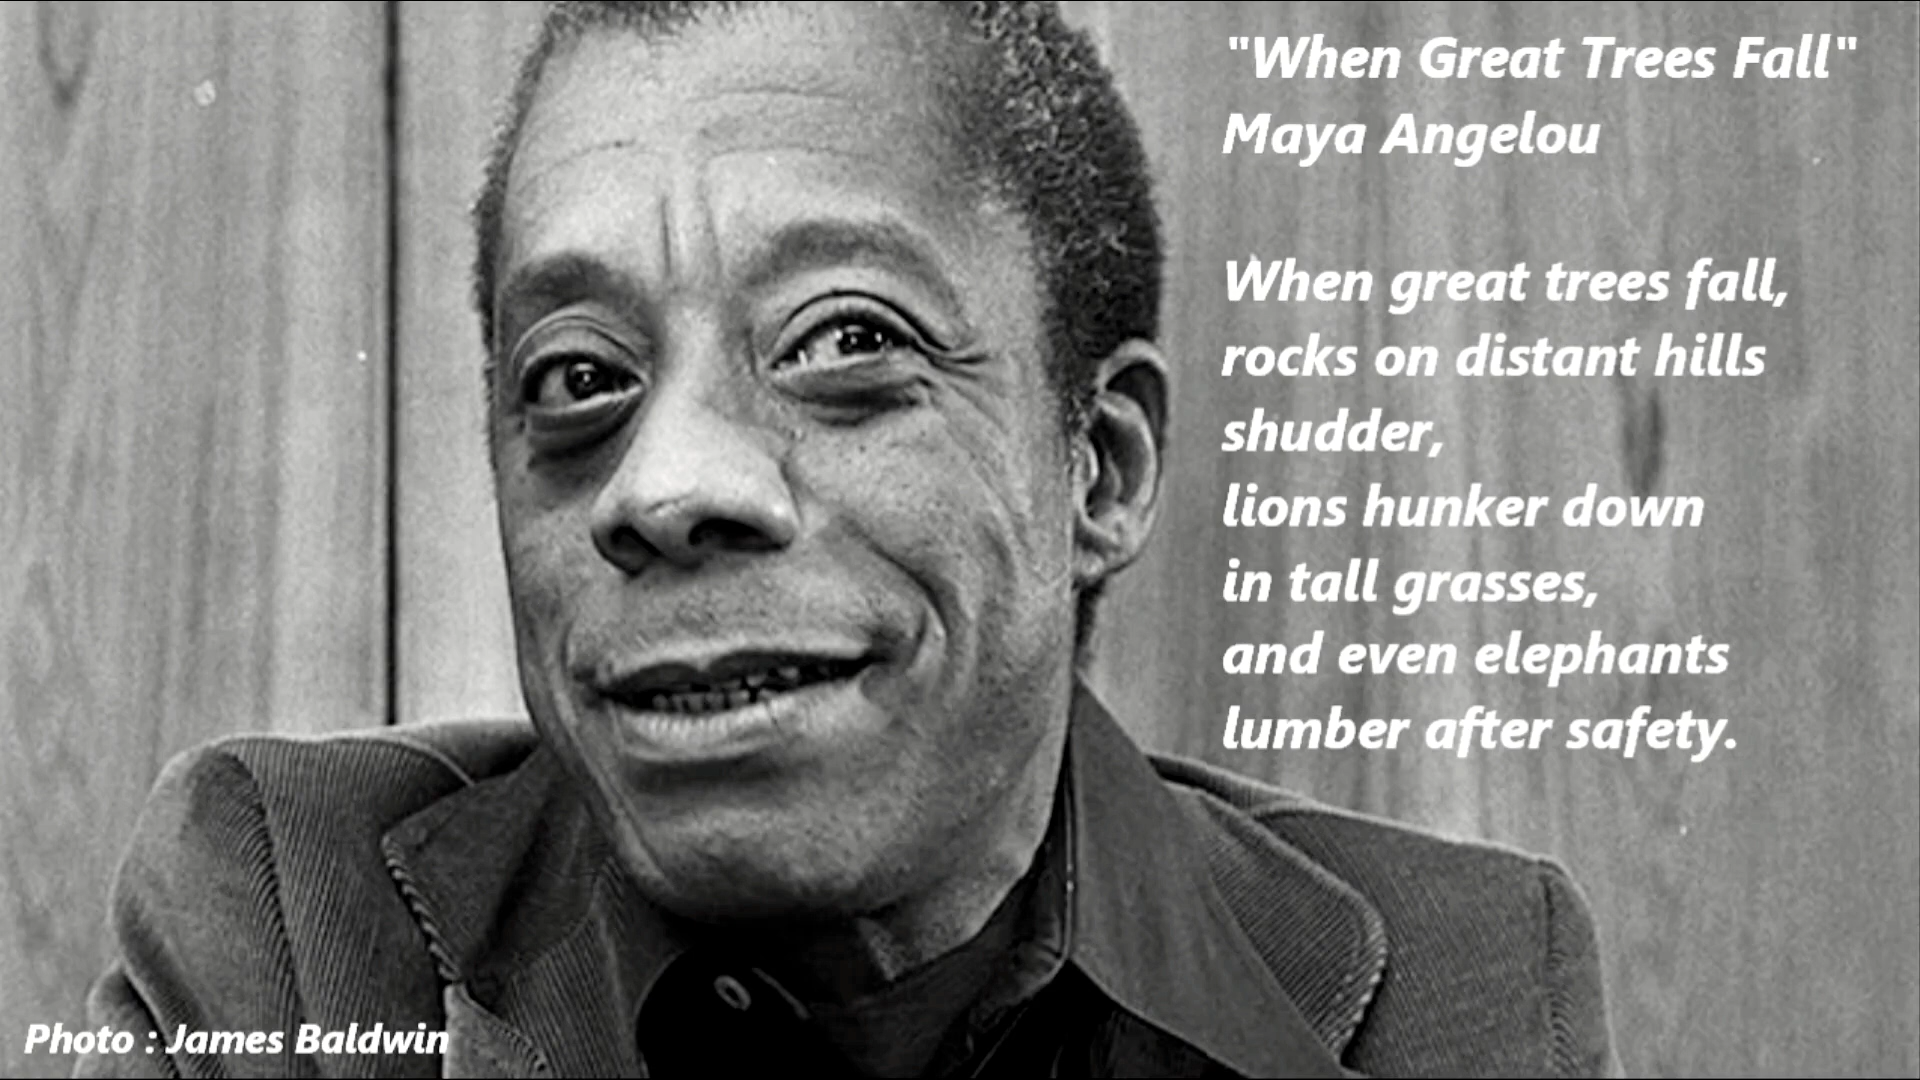 "When Great Trees Fall"
Maya Angelou
When great trees fall,
rocks on distant hills
shudder,
lions hunker down
in tall grasses,
and even elephants
lumber after safety.
Photo : James Baldwin